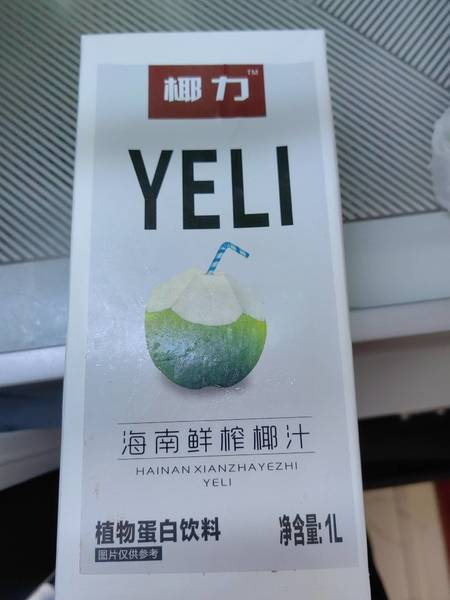 椰力™
YELI
海南鲜榨椰汁
HAINAN XIANZHAYEZHI
YELI
植物蛋白饮料 净含量:1L
图片仅供参考